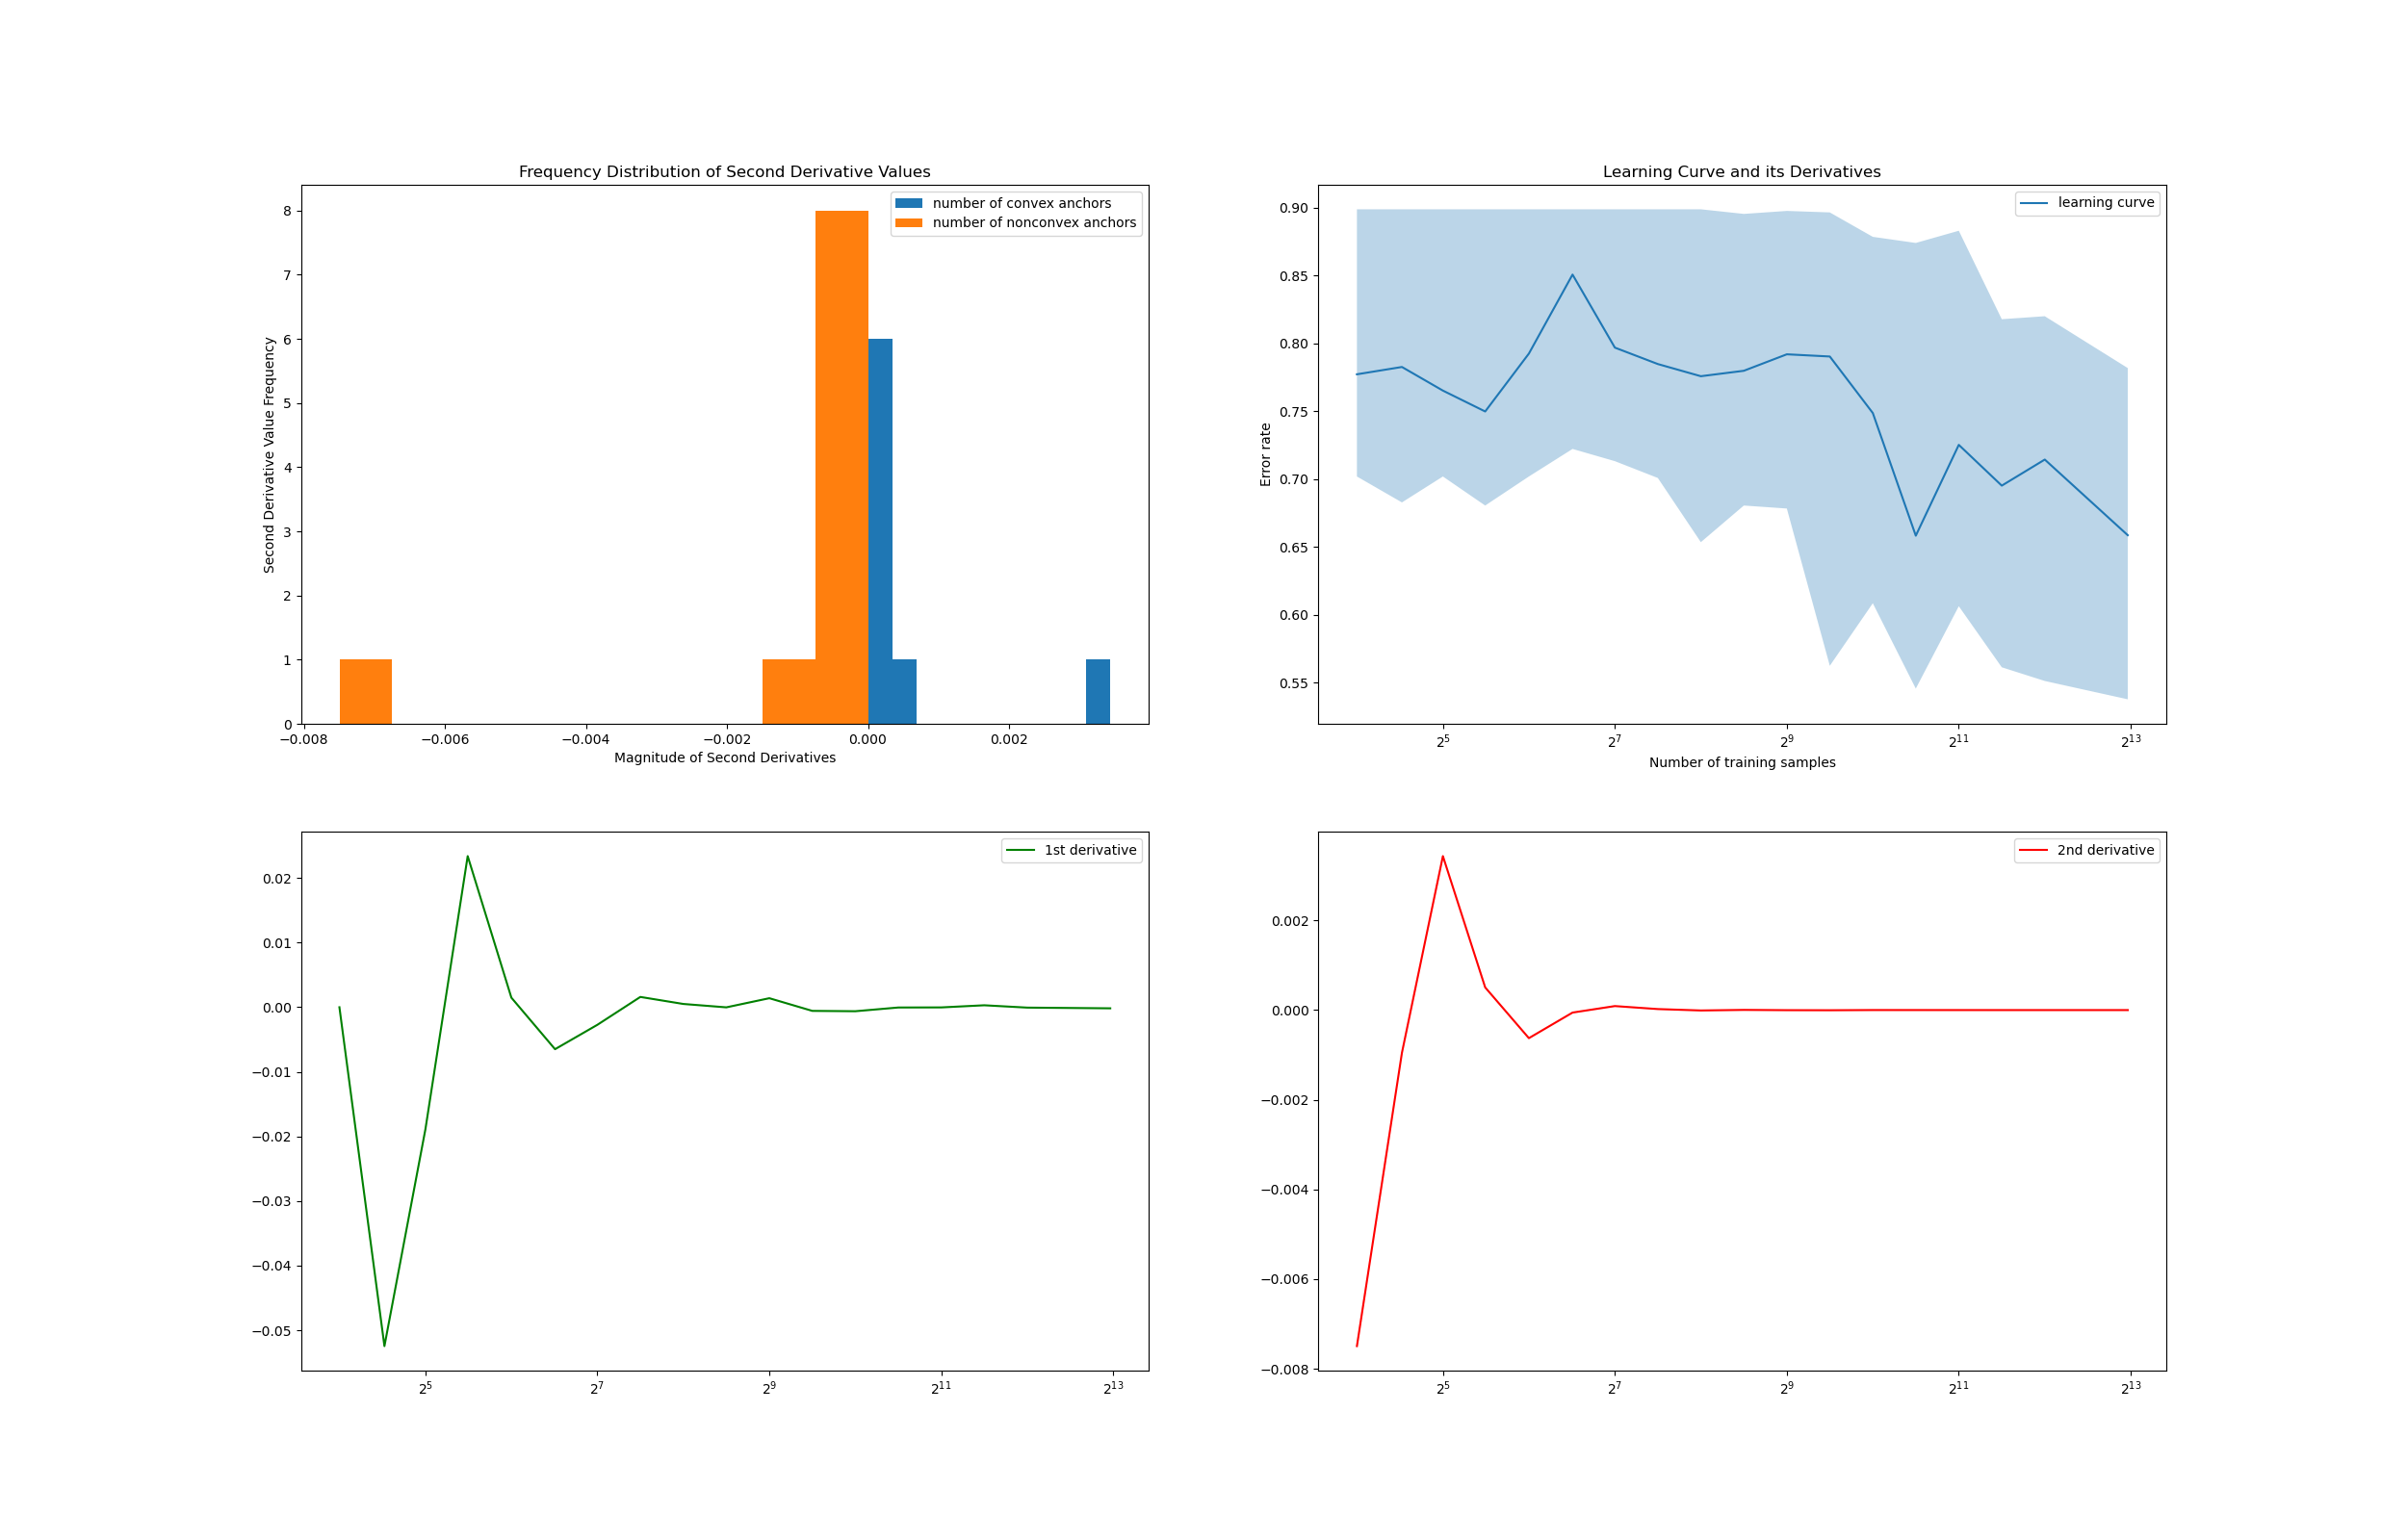 Frequency Distribution of Second Derivative Values
number of convex anchors
number of nonconvex anchors
8
7
6
5
4
3
2
1
0
Second Derivative Value Frequency
−0.008 −0.006 −0.004 −0.002 0.000 0.002
Magnitude of Second Derivatives
Learning Curve and its Derivatives
learning curve
0.90
0.85
0.80
0.75
0.70
0.65
0.60
0.55
Error rate
2^5 2^7 2^9 2^11 2^13
Number of training samples
1st derivative
0.02
0.01
0.00
−0.01
−0.02
−0.03
−0.04
−0.05
2^5 2^7 2^9 2^11 2^13
2nd derivative
0.002
0.000
−0.002
−0.004
−0.006
−0.008
2^5 2^7 2^9 2^11 2^13